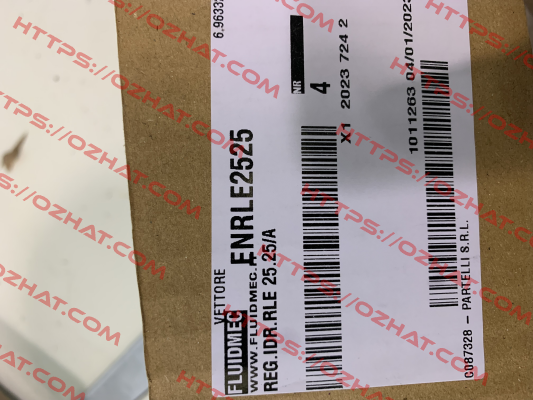 VETTORE
FLUIDMEC
WWW.FLUIDMEC.IT
ENRLE2525
REG.IDR RLE 25.25/A
NR
4
X1 2023 724 2
1011263 04/01/2023
C087328 – PARTELLI S.R.L.
HTTPS://OZHAT.COM